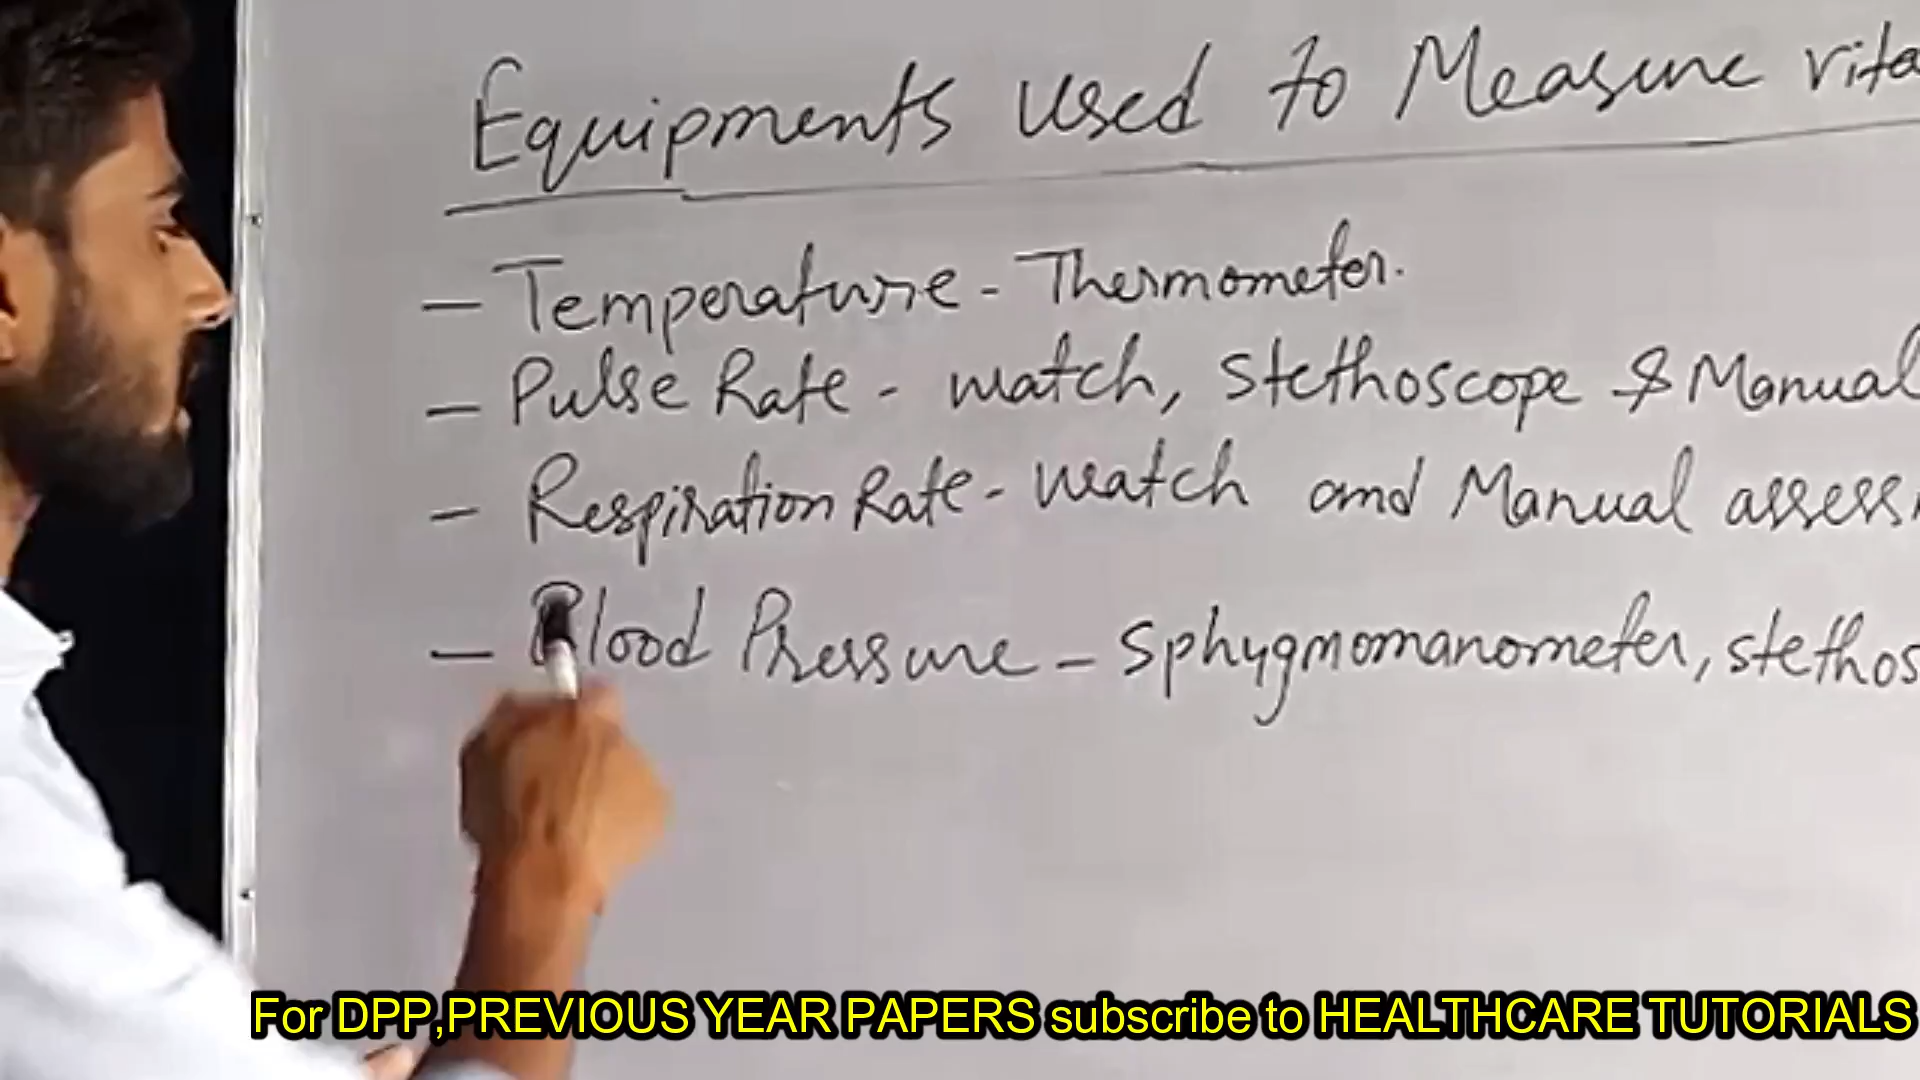 Equipments used to Measure vita
- Temperature - Thermometer.
- Pulse Rate - watch, Stethoscope & Manual
- Respiration Rate - watch and Manual assess
- Blood Pressure - Sphygmomanometer, stethos
For DPP,PREVIOUS YEAR PAPERS subscribe to HEALTHCARE TUTORIALS